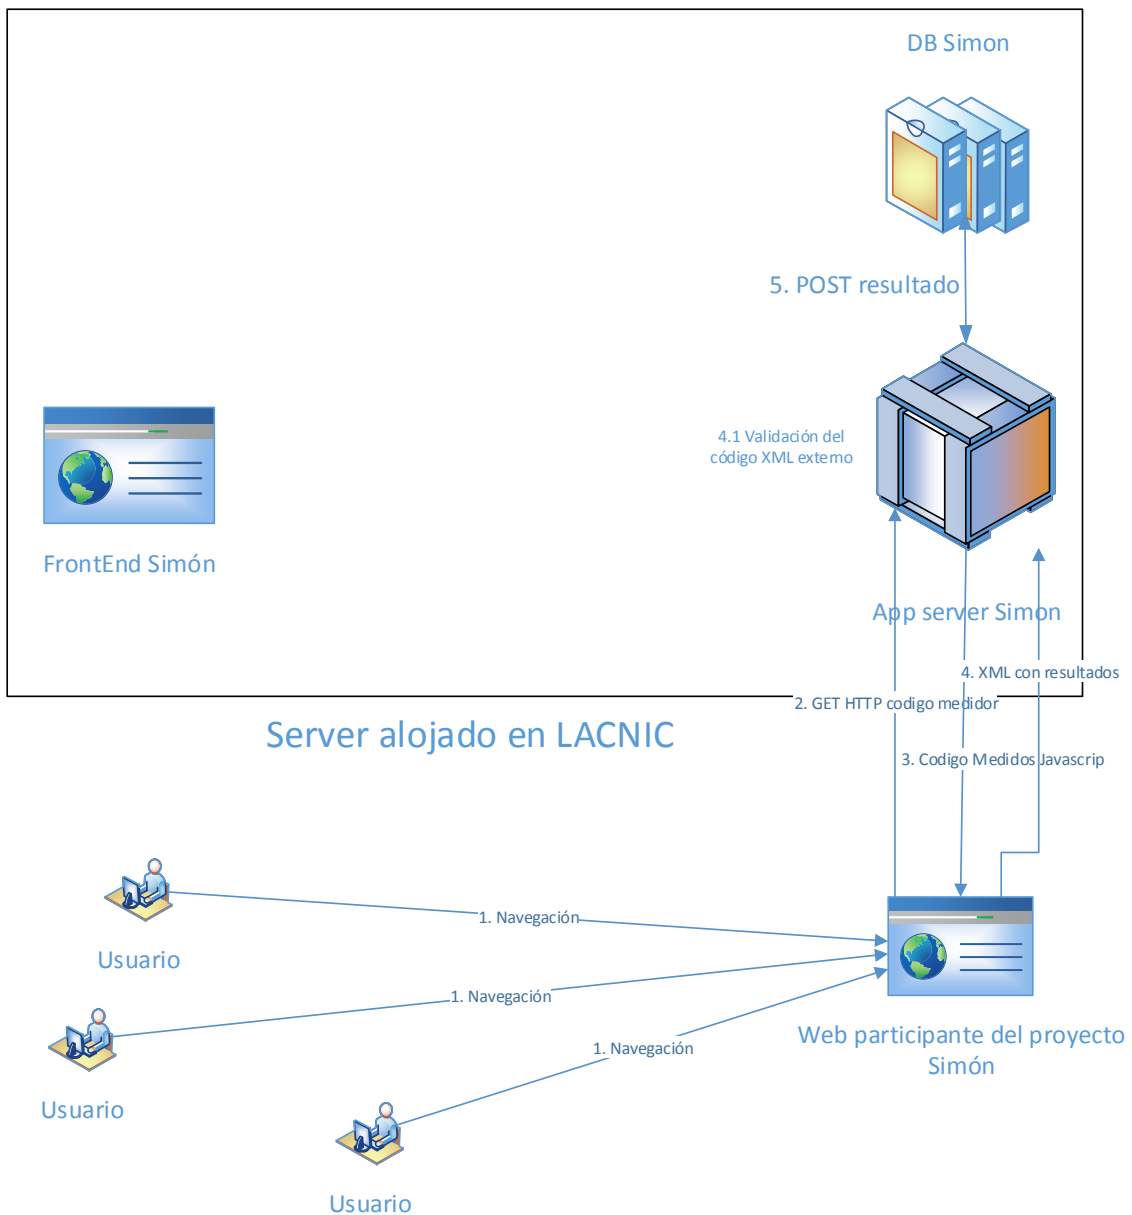 DB Simon
5. POST resultado
4.1 Validación del
código XML externo
FrontEnd Simón
App server Simon
4. XML con resultados
2. GET HTTP codigo medidor
Server alojado en LACNIC
3. Codigo Medidos Javascrip
1. Navegación
Usuario
1. Navegación
Web participante del proyecto
Simón
1. Navegación
Usuario
Usuario